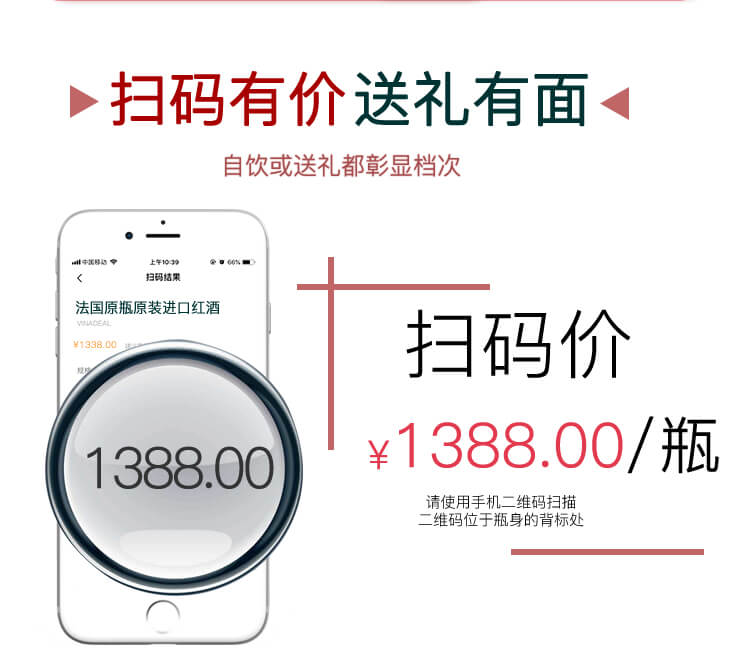 扫码有价 送礼有面
自饮或送礼都彰显档次
中国移动 上午10:39 66%
扫码结果
法国原瓶原装进口红酒
VINADEAL
¥1338.00
规格
1388.00
扫码价
¥1388.00/瓶
请使用手机二维码扫描
二维码位于瓶身的背标处